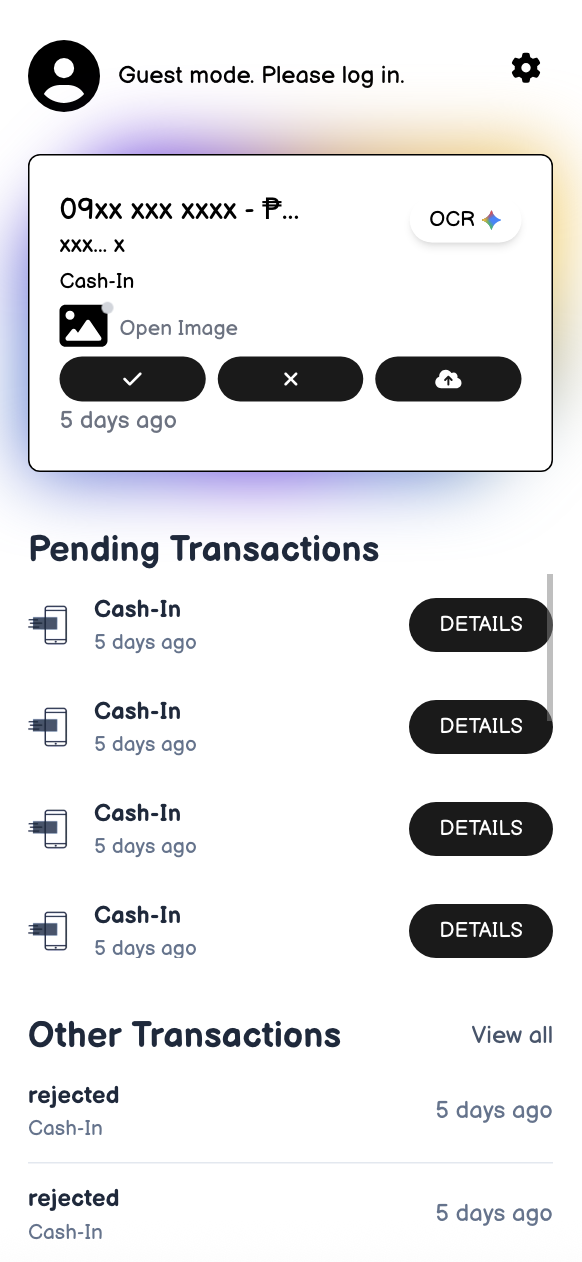 Guest mode. Please log in.
09xx xxx xxxx - ₱...
OCR
xxx... x
Cash-In
Open Image
5 days ago
Pending Transactions
Cash-In
5 days ago
DETAILS
Cash-In
5 days ago
DETAILS
Cash-In
5 days ago
DETAILS
Cash-In
5 days ago
DETAILS
Other Transactions
View all
rejected
Cash-In
5 days ago
rejected
Cash-In
5 days ago